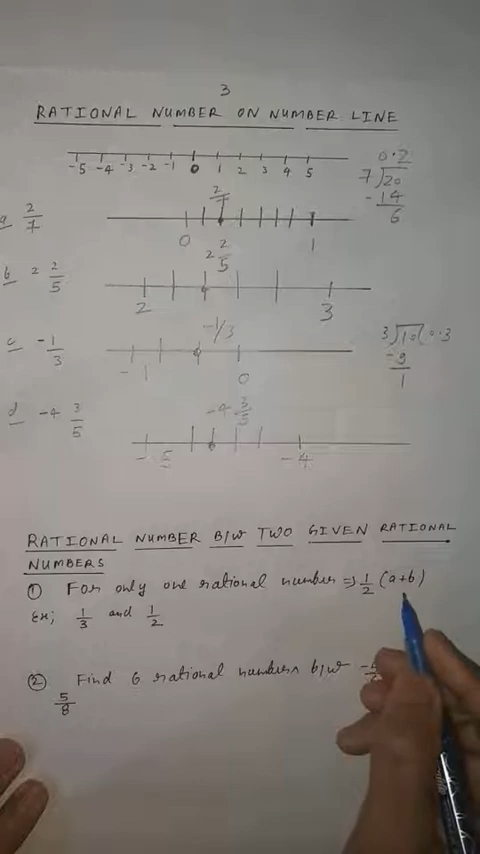 3
RATIONAL NUMBER ON NUMBER LINE
-5 -4 -3 -2 -1 0 1 2 3 4 5
0.2
7)20
-14
6
a 2/7
2/7
0 1
b 2 2/5
2 2/5
2 3
c -1/3
-1/3
-1 0
3)10(0.3
-9
1
d -4 3/5
-4 3/5
-5 -4
RATIONAL NUMBER B/W TWO GIVEN RATIONAL
NUMBERS
① For only one rational number ⇒ 1/2 (a+b)
Ex; 1/3 and 1/2
② Find 6 rational numbers b/w
5/8